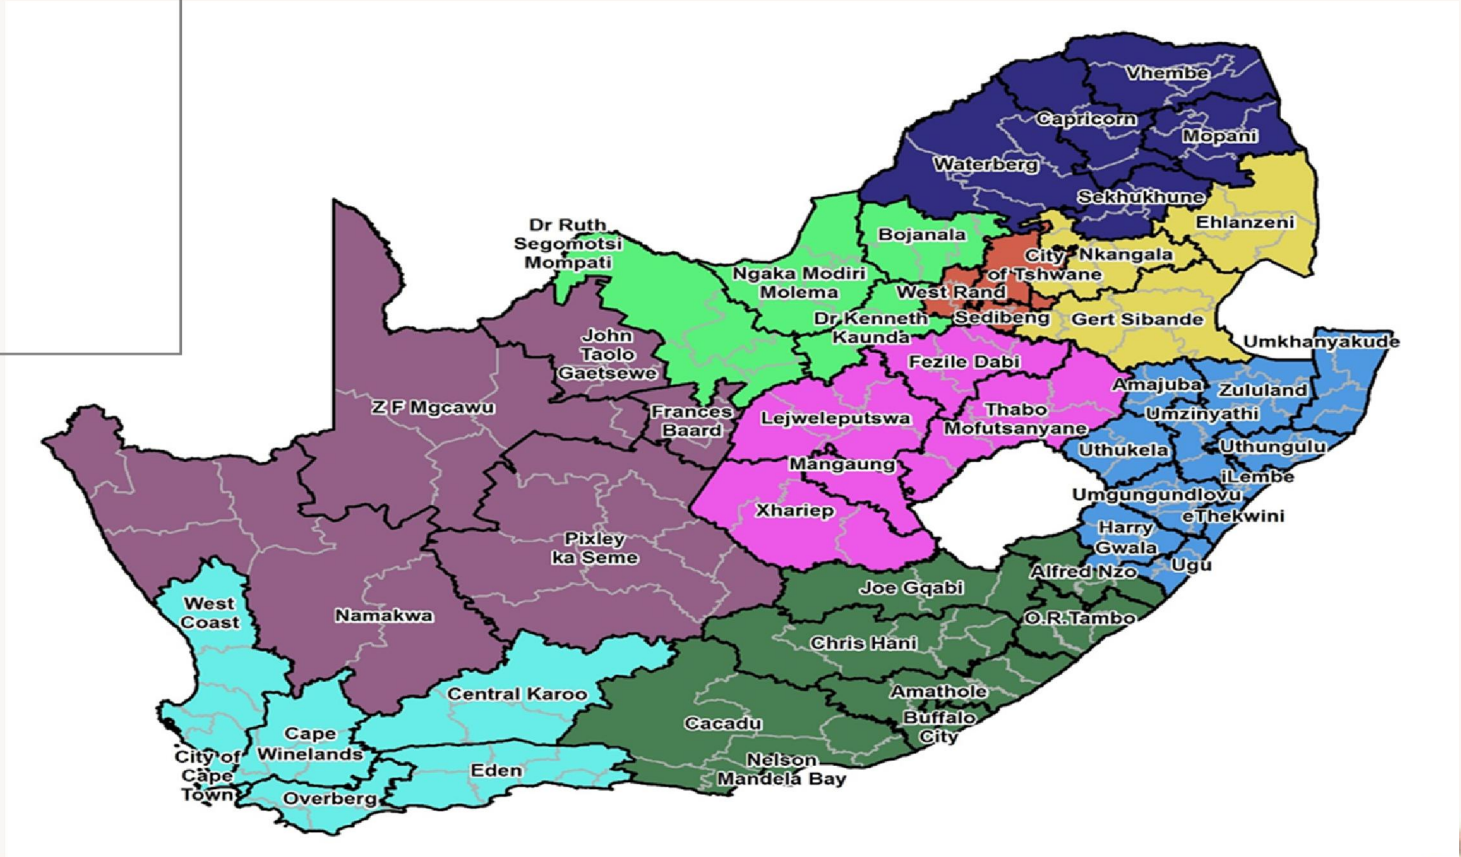 Vhembe
Capricorn
Mopani
Waterberg
Sekhukhune
Ehlanzeni
Dr Ruth
Segomotsi
Mompati
Bojanala
City
of Tshwane
Nkangala
Ngaka Modiri
Molema
West Rand
Dr Kenneth
Kaunda
Sedibeng
Gert Sibande
John
Taolo
Gaetsewe
Umkhanyakude
Fezile Dabi
Amajuba
Zululand
Z F Mgcawu
Frances
Baard
Lejweleputswa
Thabo
Mofutsanyane
Umzinyathi
Uthukela
Uthungulu
Mangaung
iLembe
Umgungundlovu
Xhariep
eThekwini
Pixley
ka Seme
Harry
Gwala
Ugu
Alfred Nzo
Joe Gqabi
West
Coast
Namakwa
O.R.Tambo
Chris Hani
Central Karoo
Amathole
Cacadu
Buffalo
City
Cape
Winelands
City of
Cape
Town
Eden
Nelson
Mandela Bay
Overberg